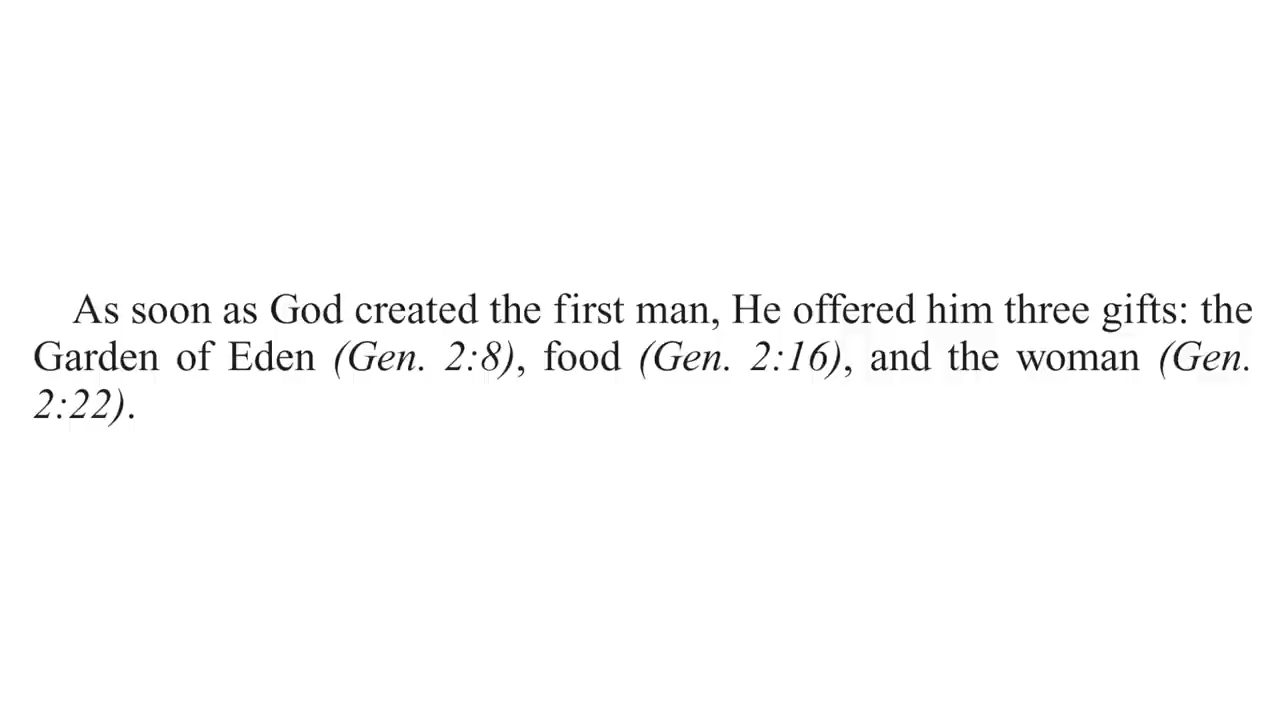 As soon as God created the first man, He offered him three gifts: the
Garden of Eden (Gen. 2:8), food (Gen. 2:16), and the woman (Gen.
2:22).